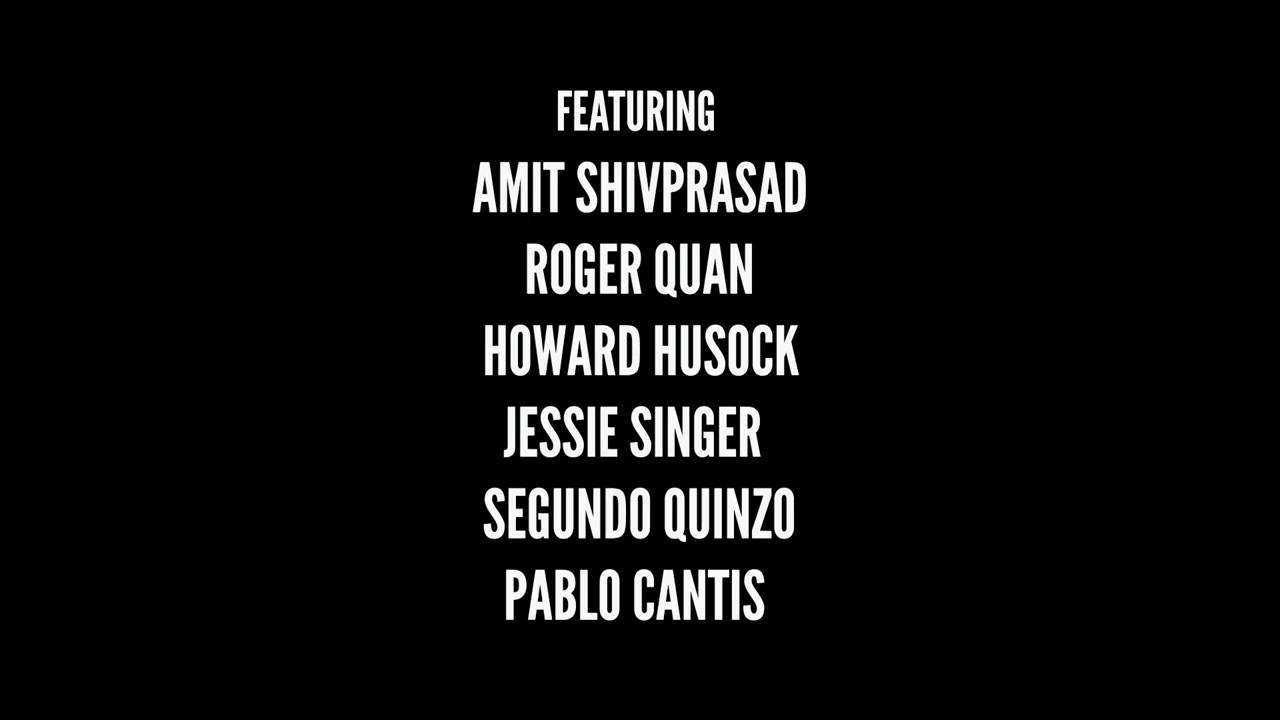 FEATURING
AMIT SHIVPRASAD
ROGER QUAN
HOWARD HUSOCK
JESSIE SINGER
SEGUNDO QUINZO
PABLO CANTIS